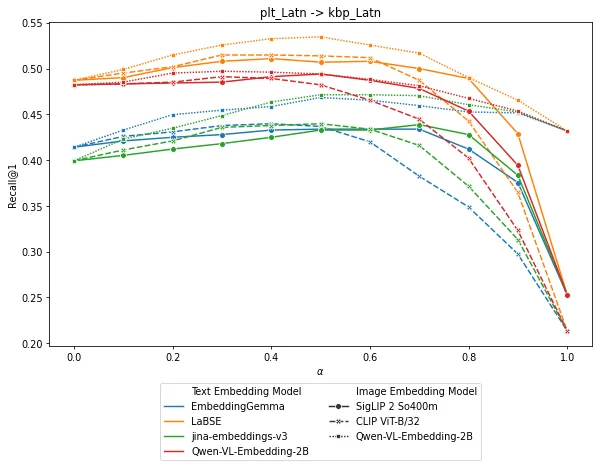 plt_Latn -> kbp_Latn
0.55
0.50
0.45
0.40
0.35
0.30
0.25
0.20
Recall@1
0.0 0.2 0.4 0.6 0.8 1.0
α
Text Embedding Model
EmbeddingGemma
LaBSE
jina-embeddings-v3
Qwen-VL-Embedding-2B
Image Embedding Model
SigLIP 2 So400m
CLIP ViT-B/32
Qwen-VL-Embedding-2B